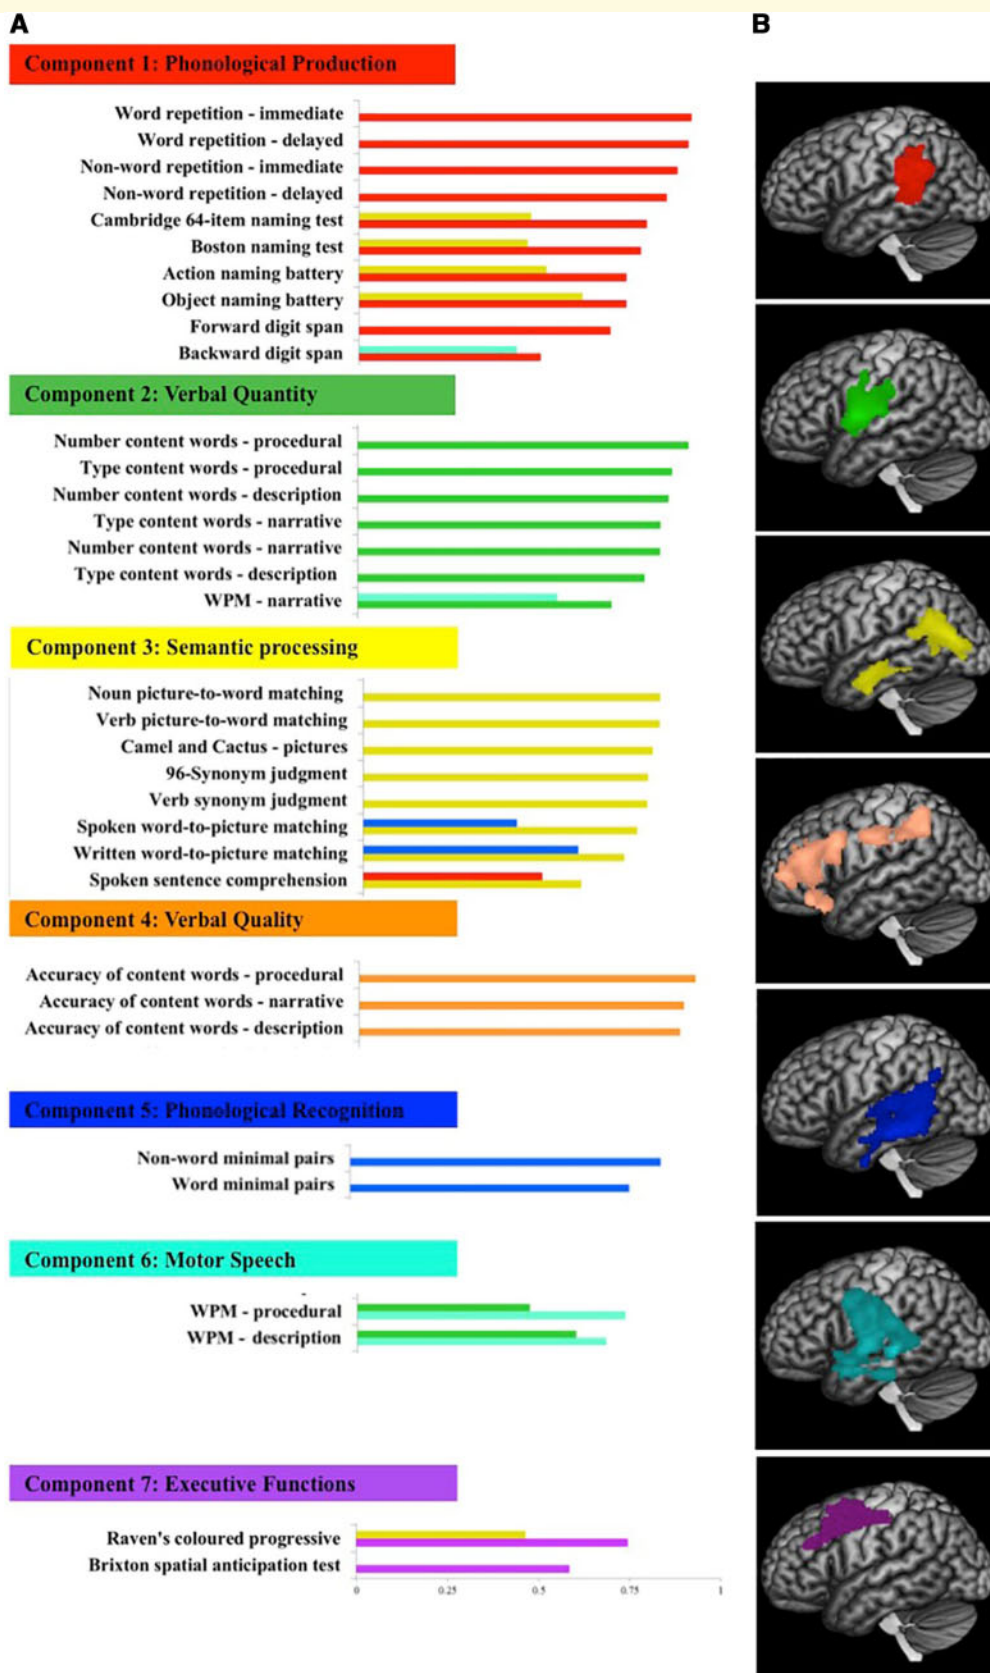 A
B
Component 1: Phonological Production
Word repetition - immediate
Word repetition - delayed
Non-word repetition - immediate
Non-word repetition - delayed
Cambridge 64-item naming test
Boston naming test
Action naming battery
Object naming battery
Forward digit span
Backward digit span
Component 2: Verbal Quantity
Number content words - procedural
Type content words - procedural
Number content words - description
Type content words - narrative
Number content words - narrative
Type content words - description
WPM - narrative
Component 3: Semantic processing
Noun picture-to-word matching
Verb picture-to-word matching
Camel and Cactus - pictures
96-Synonym judgment
Verb synonym judgment
Spoken word-to-picture matching
Written word-to-picture matching
Spoken sentence comprehension
Component 4: Verbal Quality
Accuracy of content words - procedural
Accuracy of content words - narrative
Accuracy of content words - description
Component 5: Phonological Recognition
Non-word minimal pairs
Word minimal pairs
Component 6: Motor Speech
WPM - procedural
WPM - description
Component 7: Executive Functions
Raven's coloured progressive
Brixton spatial anticipation test
0 0.25 0.5 0.75 1